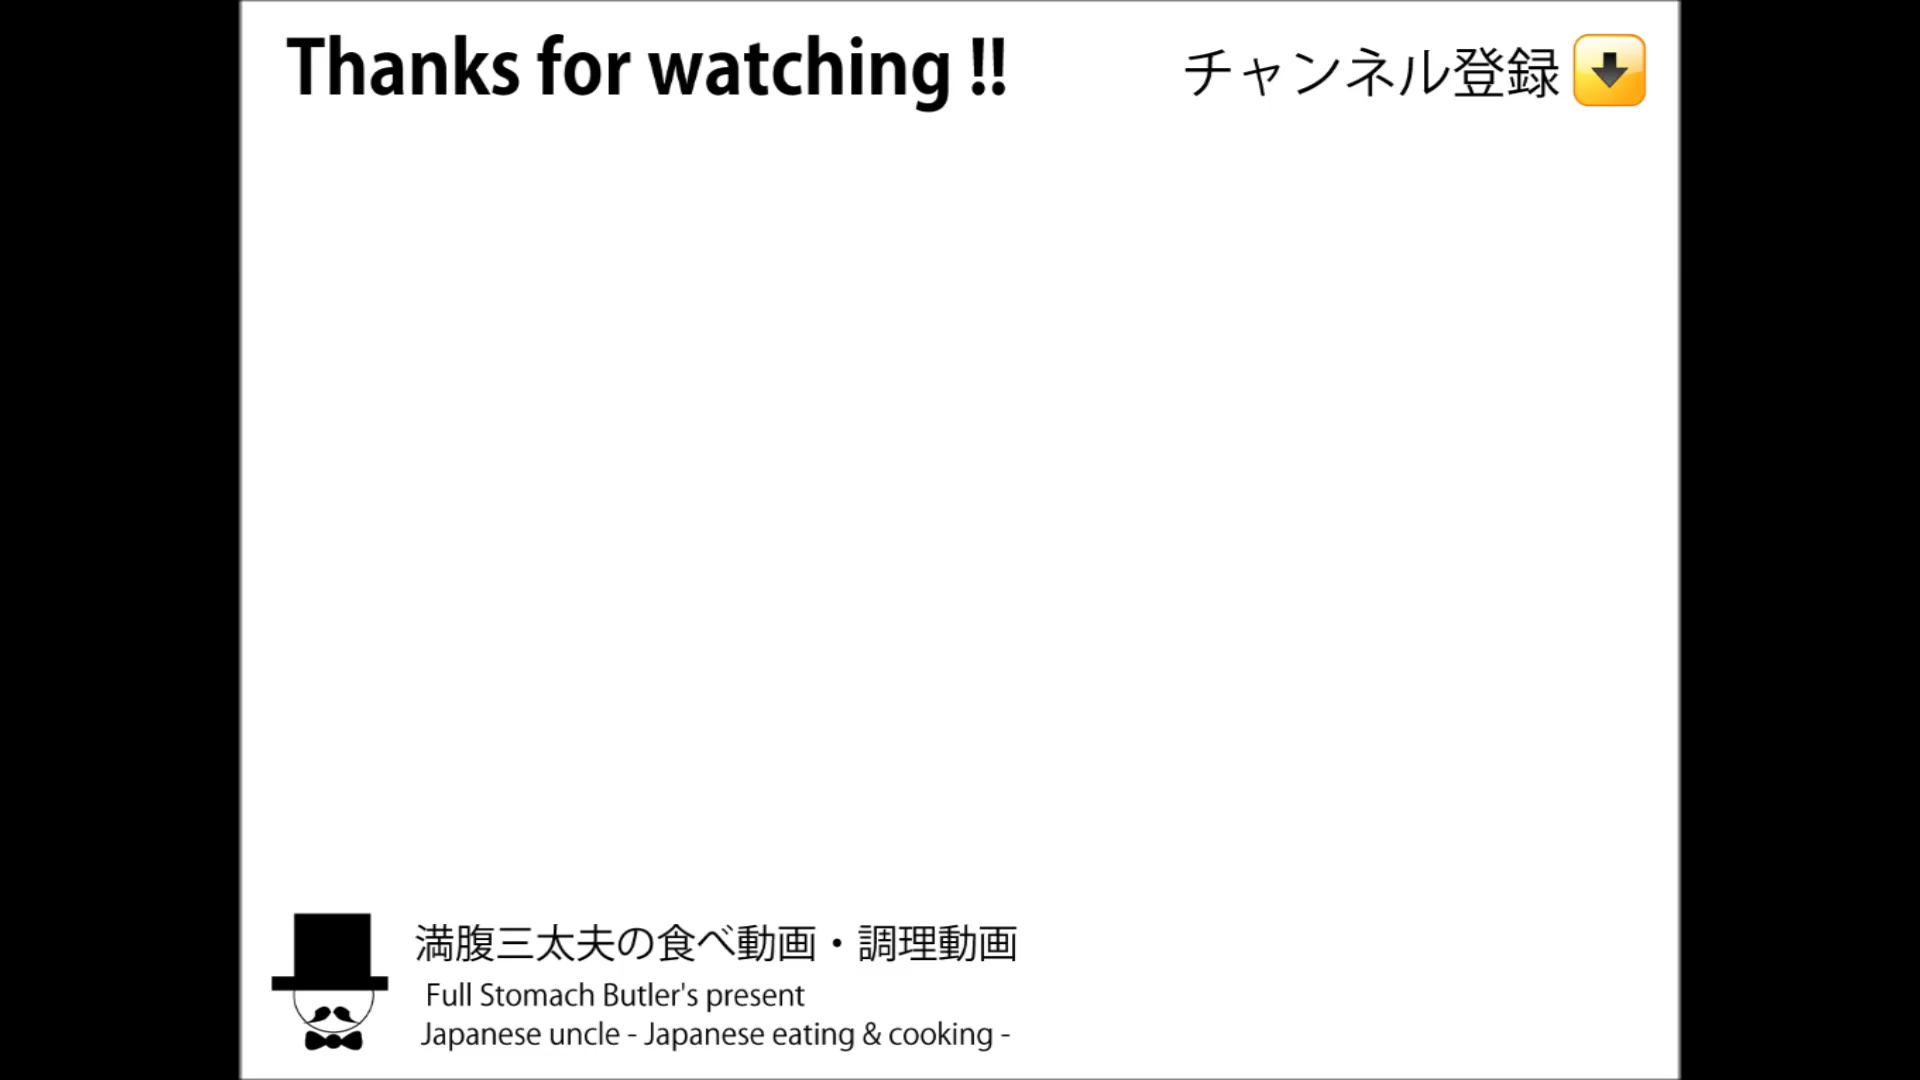 Thanks for watching !!
チャンネル登録
満腹三太夫の食べ動画・調理動画
Full Stomach Butler's present
Japanese uncle - Japanese eating & cooking -